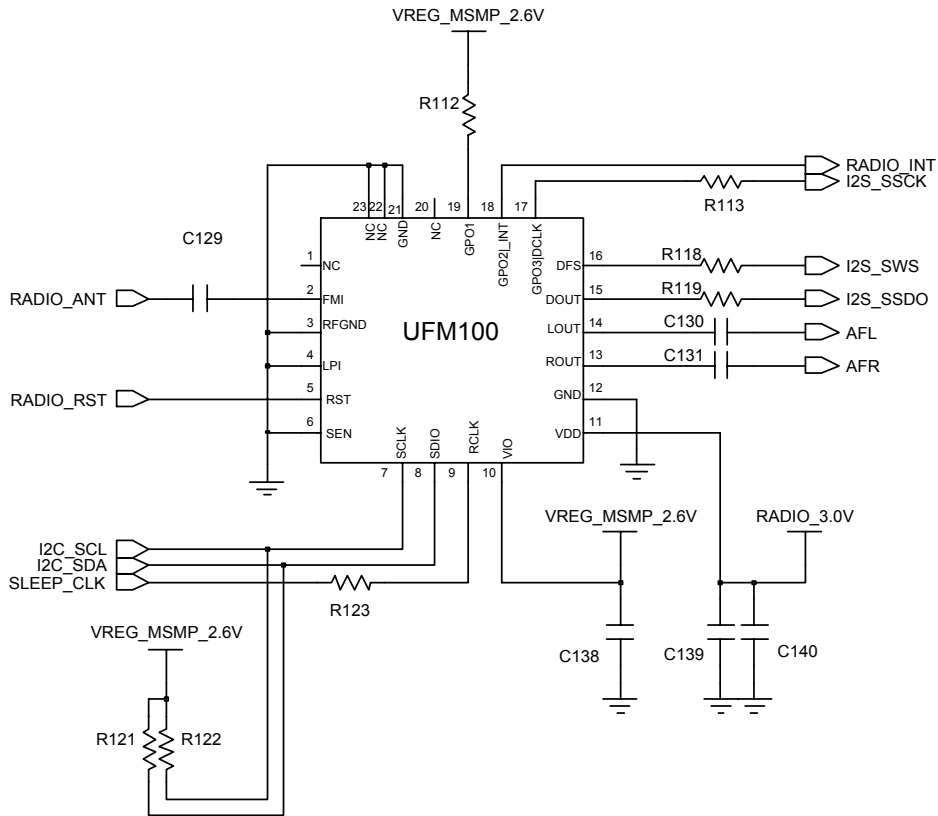 VREG_MSMP_2.6V
R112
RADIO_INT
I2S_SSCK
R113
23 22 21 20 19 18 17
NC
NC
GND
NC
GPO1
GPO2|_INT
GPO3|DCLK
C129
1
NC
RADIO_ANT
2
FMI
3
RFGND
4
LPI
RADIO_RST
5
RST
6
SEN
UFM100
DFS
16
R118
I2S_SWS
DOUT
15
R119
I2S_SSDO
LOUT
14
C130
AFL
ROUT
13
C131
AFR
GND
12
VDD
11
SCLK
SDIO
RCLK
VIO
7 8 9 10
VREG_MSMP_2.6V
RADIO_3.0V
I2C_SCL
I2C_SDA
SLEEP_CLK
R123
VREG_MSMP_2.6V
C138
C139
C140
R121
R122